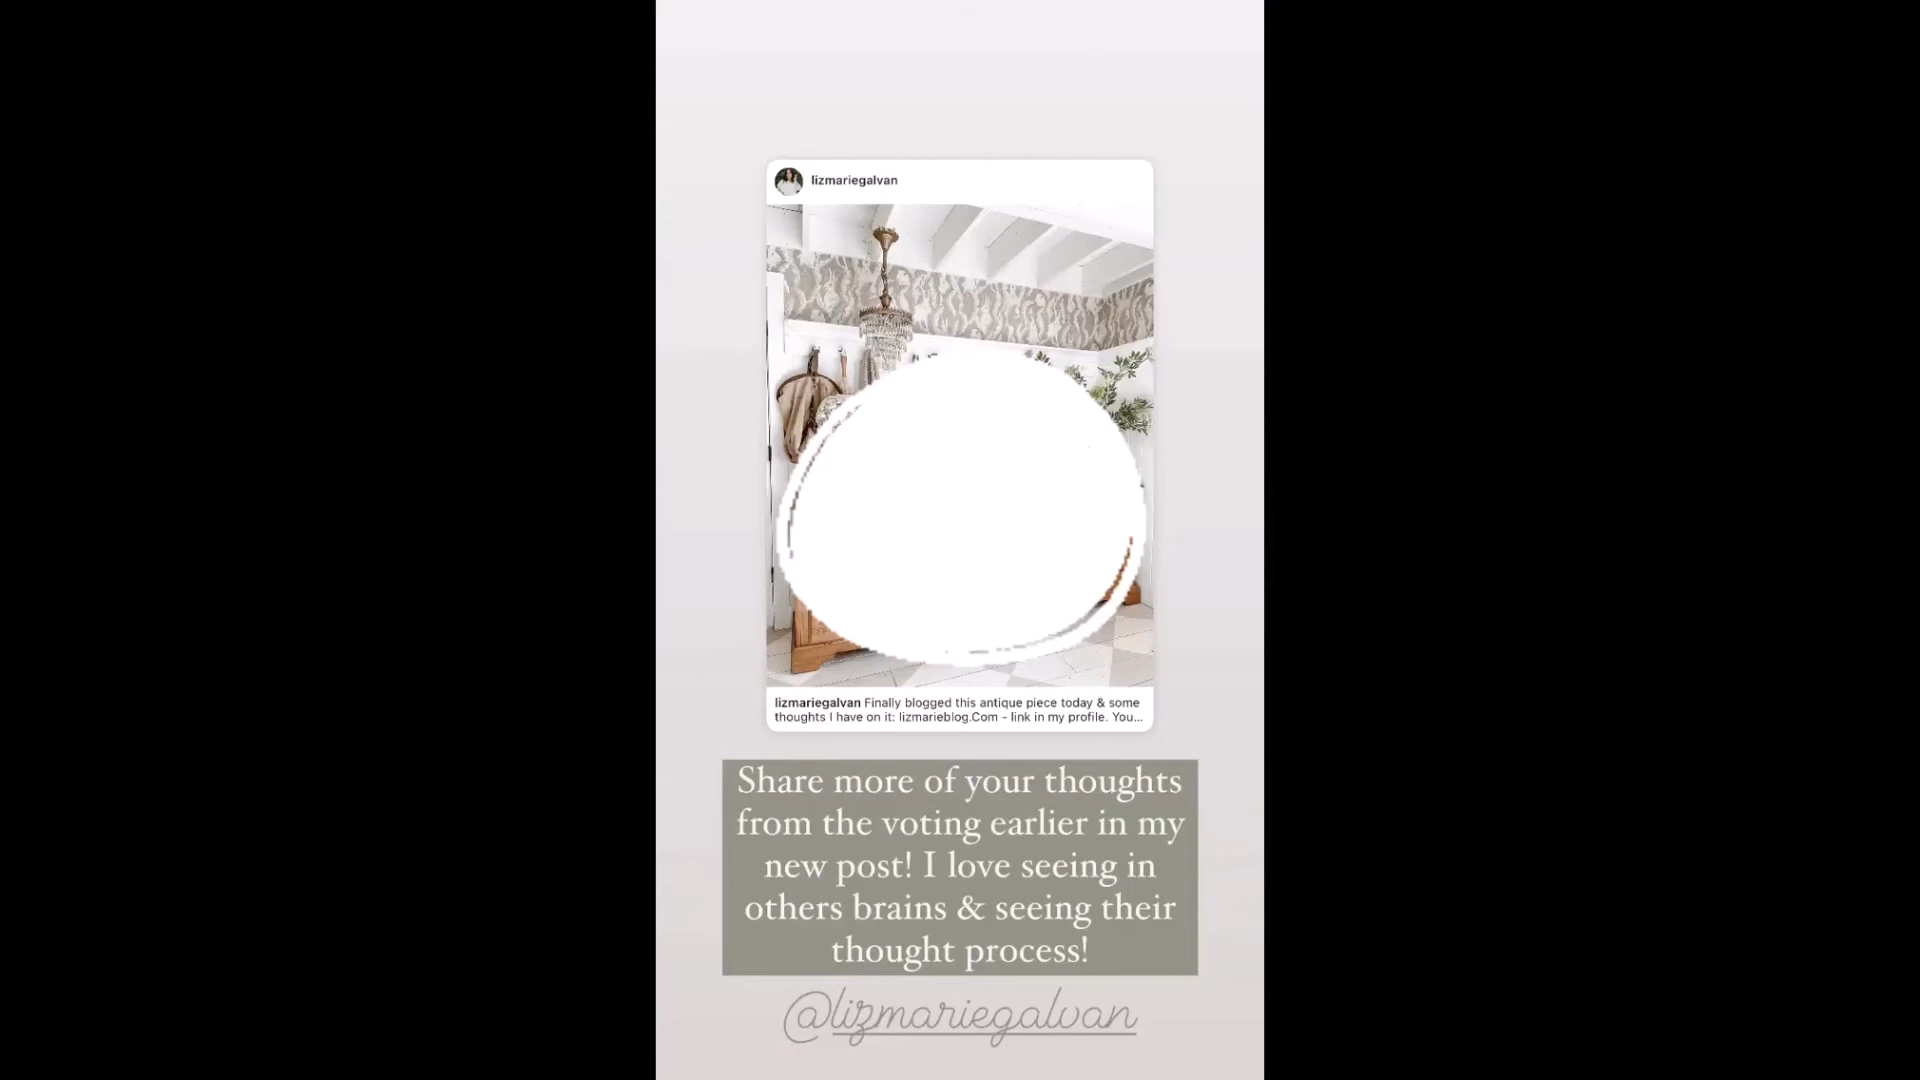 lizmariegalvan
lizmariegalvan Finally blogged this antique piece today & some
thoughts I have on it: lizmarieblog.Com - link in my profile. You...
Share more of your thoughts
from the voting earlier in my
new post! I love seeing in
others brains & seeing their
thought process!
@lizmariegalvan